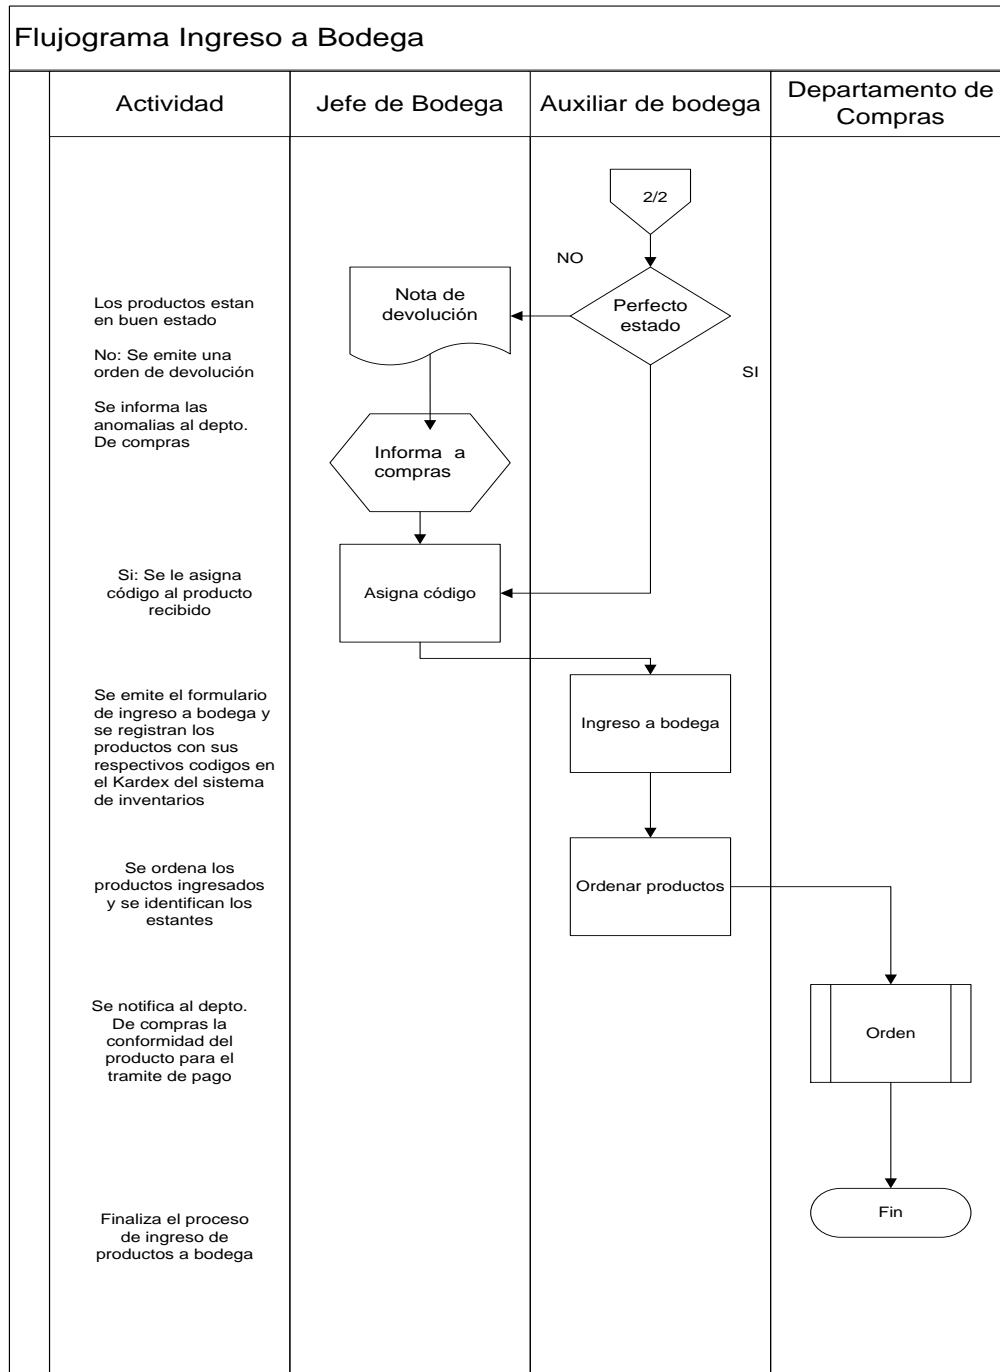 Flujograma Ingreso a Bodega
Actividad
Jefe de Bodega
Auxiliar de bodega
Departamento de
Compras
2/2
NO
Perfecto
estado
SI
Nota de
devolución
Los productos estan
en buen estado
No: Se emite una
orden de devolución
Se informa las
anomalias al depto.
De compras
Informa a
compras
Si: Se le asigna
código al producto
recibido
Asigna código
Se emite el formulario
de ingreso a bodega y
se registran los
productos con sus
respectivos codigos en
el Kardex del sistema
de inventarios
Ingreso a bodega
Se ordena los
productos ingresados
y se identifican los
estantes
Ordenar productos
Se notifica al depto.
De compras la
conformidad del
producto para el
tramite de pago
Orden
Finaliza el proceso
de ingreso de
productos a bodega
Fin